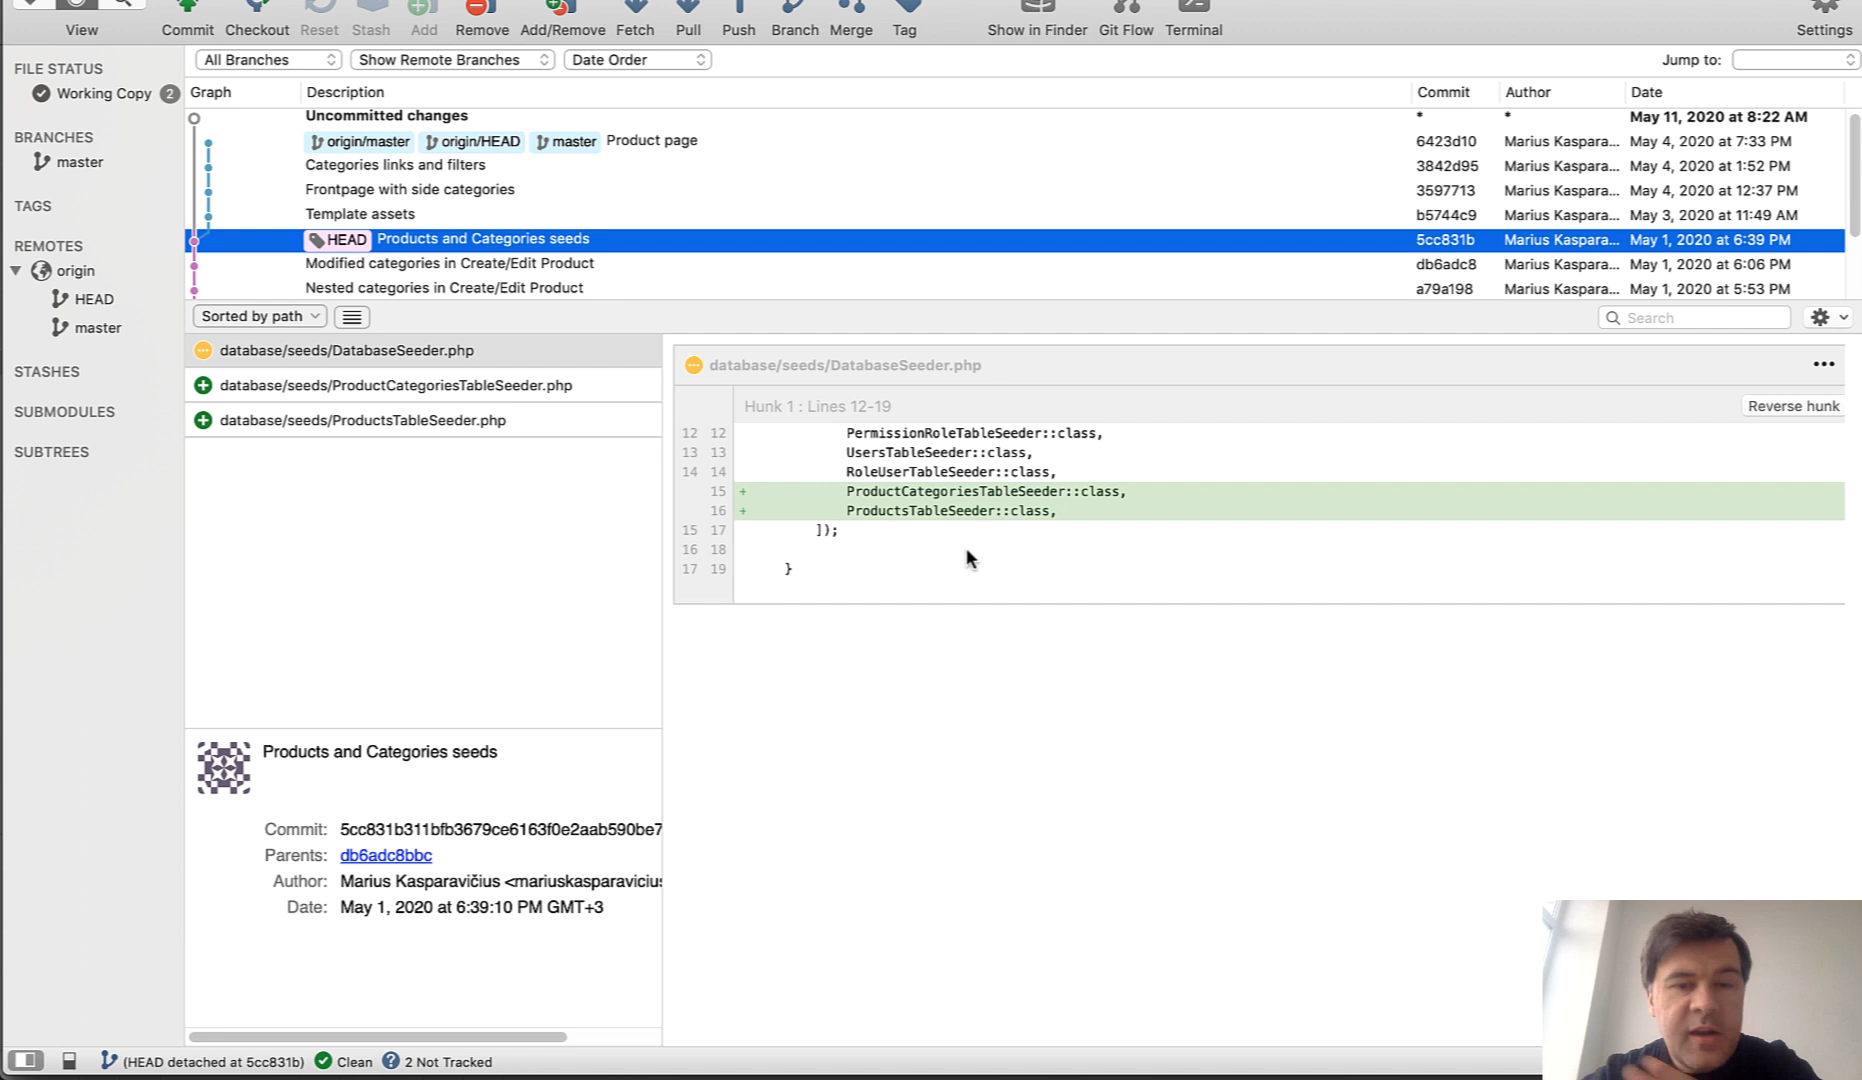 View Commit Checkout Reset Stash Add Remove Add/Remove Fetch Pull Push Branch Merge Tag Show in Finder Git Flow Terminal Settings
All Branches Show Remote Branches Date Order Jump to:
FILE STATUS
Working Copy 2
BRANCHES
master
TAGS
REMOTES
origin
HEAD
master
STASHES
SUBMODULES
SUBTREES
Graph Description Commit Author Date
Uncommitted changes * * May 11, 2020 at 8:22 AM
origin/master origin/HEAD master Product page 6423d10 Marius Kaspara... May 4, 2020 at 7:33 PM
Categories links and filters 3842d95 Marius Kaspara... May 4, 2020 at 1:52 PM
Frontpage with side categories 3597713 Marius Kaspara... May 4, 2020 at 12:37 PM
Template assets b5744c9 Marius Kaspara... May 3, 2020 at 11:49 AM
HEAD Products and Categories seeds 5cc831b Marius Kaspara... May 1, 2020 at 6:39 PM
Modified categories in Create/Edit Product db6adc8 Marius Kaspara... May 1, 2020 at 6:06 PM
Nested categories in Create/Edit Product a79a198 Marius Kaspara... May 1, 2020 at 5:53 PM
Sorted by path Search
database/seeds/DatabaseSeeder.php
database/seeds/ProductCategoriesTableSeeder.php
database/seeds/ProductsTableSeeder.php
database/seeds/DatabaseSeeder.php
Hunk 1 : Lines 12-19 Reverse hunk
12 12 PermissionRoleTableSeeder::class,
13 13 UsersTableSeeder::class,
14 14 RoleUserTableSeeder::class,
15 + ProductCategoriesTableSeeder::class,
16 + ProductsTableSeeder::class,
15 17 ]);
16 18
17 19 }
Products and Categories seeds
Commit: 5cc831b311bfb3679ce6163f0e2aab590be7
Parents: db6adc8bbc
Author: Marius Kasparavičius <mariuskasparavicius
Date: May 1, 2020 at 6:39:10 PM GMT+3
(HEAD detached at 5cc831b) Clean 2 Not Tracked